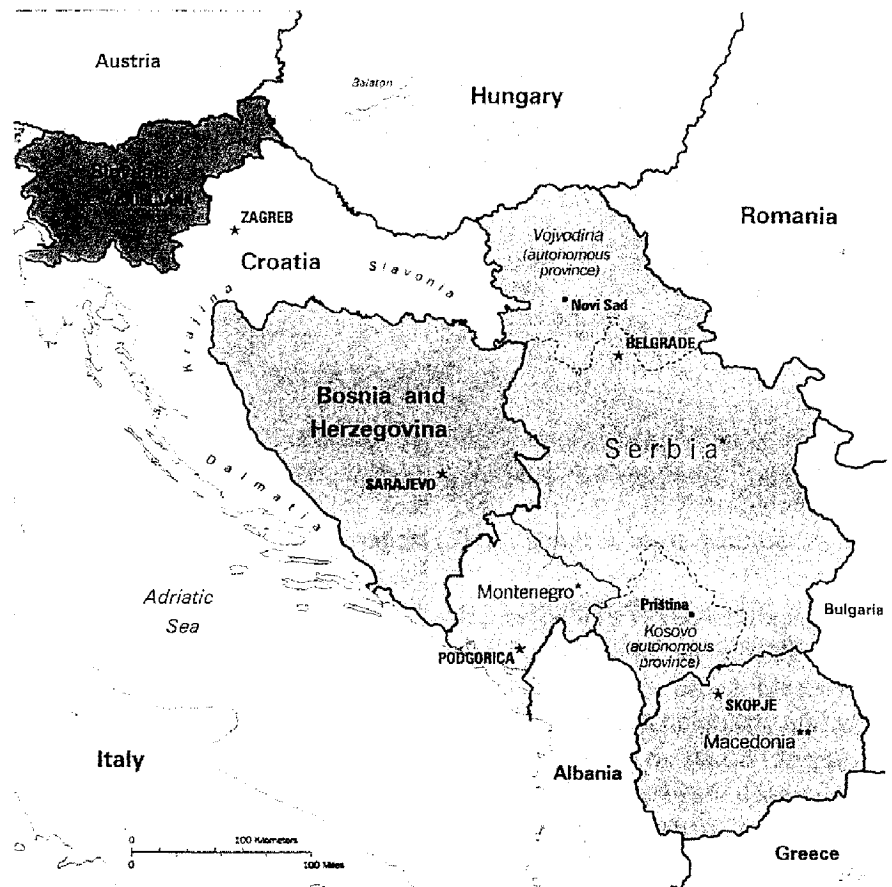 Austria
Balaton
Hungary
Romania
ZAGREB
Croatia
Slavonia
Krajina
Vojvodina
(autonomous
province)
Novi Sad
BELGRADE
Bosnia and
Herzegovina
Serbia*
SARAJEVO
Dalmatia
Adriatic
Sea
Montenegro*
Priština
Kosovo
(autonomous
province)
Bulgaria
PODGORICA
SKOPJE
Macedonia**
Italy
Albania
0 100 Kilometers
0 100 Miles
Greece